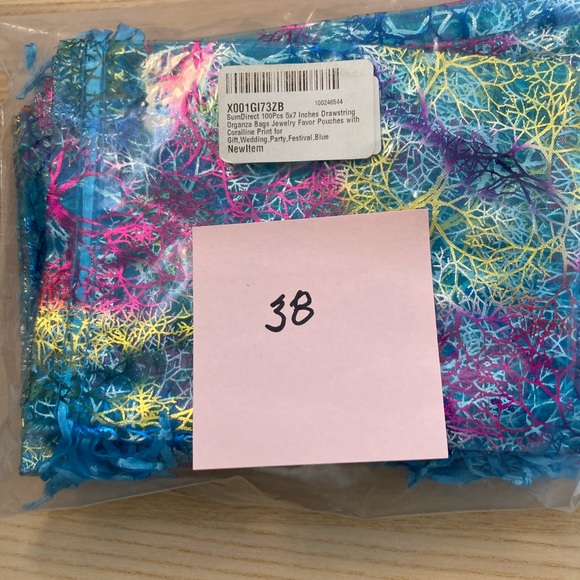 X001GI73ZB 100246544
SumDirect 100Pcs 5x7 Inches Drawstring
Organza Bags Jewelry Favor Pouches with
Coralline Print for
Gift,Wedding,Party,Festival,Blue
NewItem
38